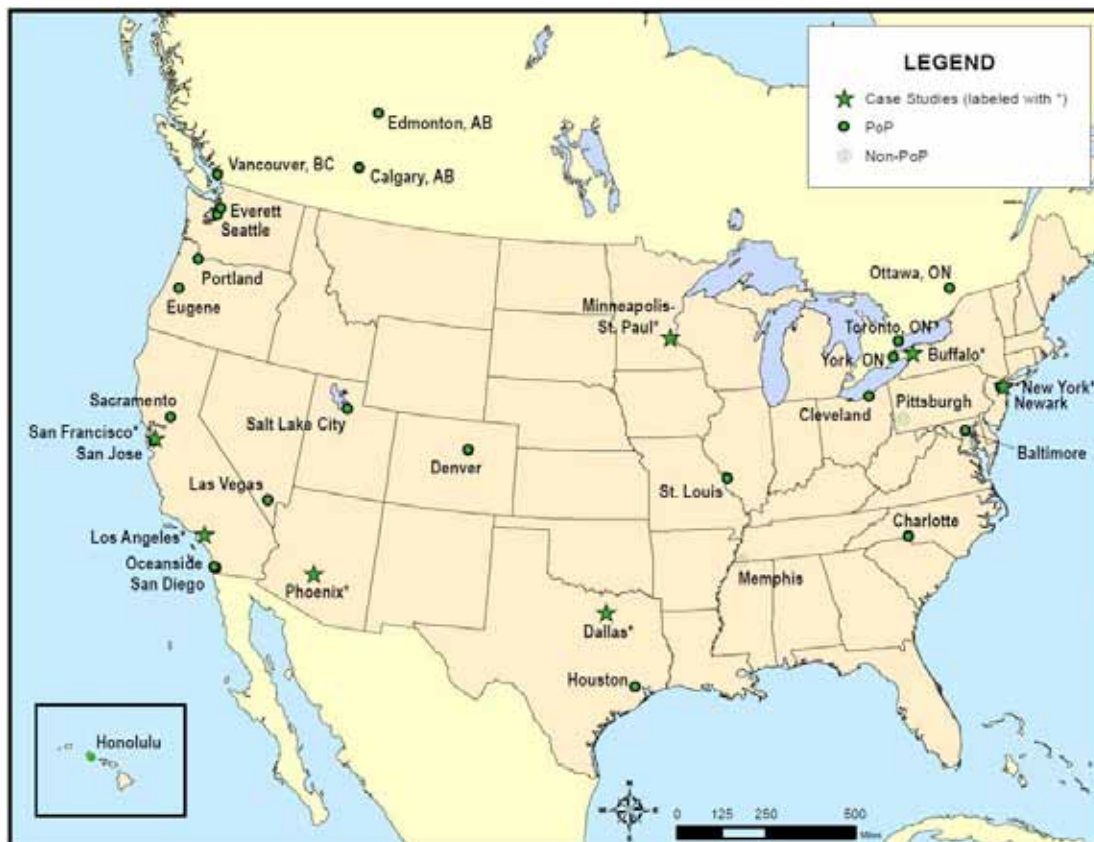 LEGEND
Case Studies (labeled with *)
PoP
Non-PoP
Edmonton, AB
Vancouver, BC
Calgary, AB
Everett
Seattle
Portland
Eugene
Ottawa, ON
Minneapolis-
St. Paul*
Toronto, ON*
York, ON
Buffalo*
Sacramento
Salt Lake City
Cleveland
Pittsburgh
*New York*
Newark
San Francisco*
San Jose
Denver
Baltimore
Las Vegas
St. Louis
Charlotte
Los Angeles*
Oceanside
San Diego
Phoenix*
Memphis
Dallas*
Houston
Honolulu
N
W E
S
0 125 250 500
Miles